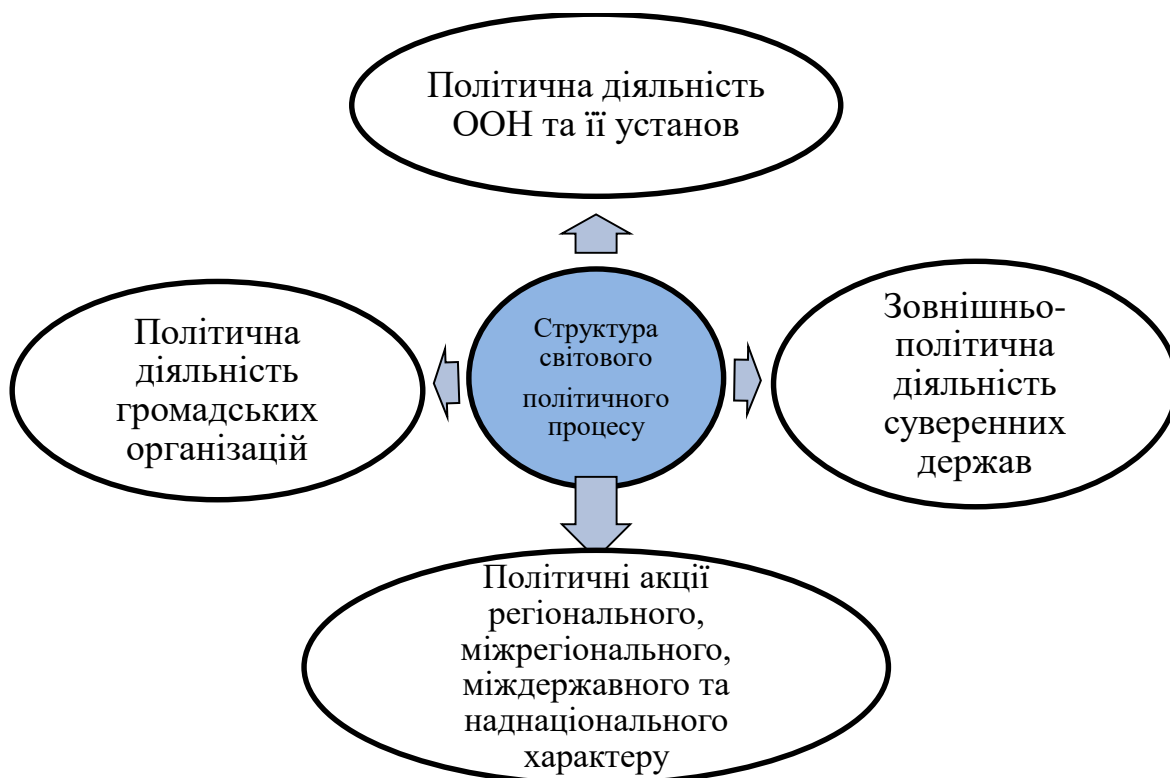 Політична діяльність
ООН та її установ
Політична
діяльність
громадських
організацій
Структура
світового
політичного
процесу
Зовнішньо-
політична
діяльність
суверенних
держав
Політичні акції
регіонального,
міжрегіонального,
міждержавного та
наднаціонального
характеру